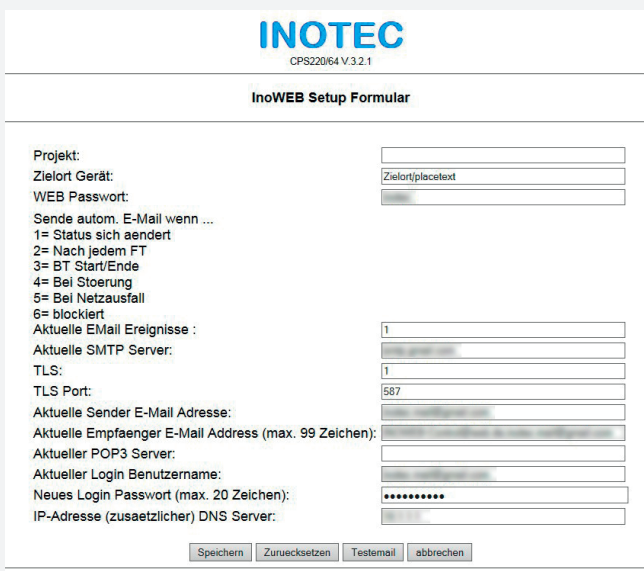 INOTEC
CPS220/64 V.3.2.1
InoWEB Setup Formular
Projekt:
Zielort Gerät: Zielort/placetext
WEB Passwort:
Sende autom. E-Mail wenn ...
1= Status sich aendert
2= Nach jedem FT
3= BT Start/Ende
4= Bei Stoerung
5= Bei Netzausfall
6= blockiert
Aktuelle EMail Ereignisse : 1
Aktuelle SMTP Server:
TLS: 1
TLS Port: 587
Aktuelle Sender E-Mail Adresse:
Aktuelle Empfaenger E-Mail Address (max. 99 Zeichen):
Aktueller POP3 Server:
Aktueller Login Benutzername:
Neues Login Passwort (max. 20 Zeichen): ••••••••••
IP-Adresse (zusaetzlicher) DNS Server:
Speichern Zuruecksetzen Testemail abbrechen